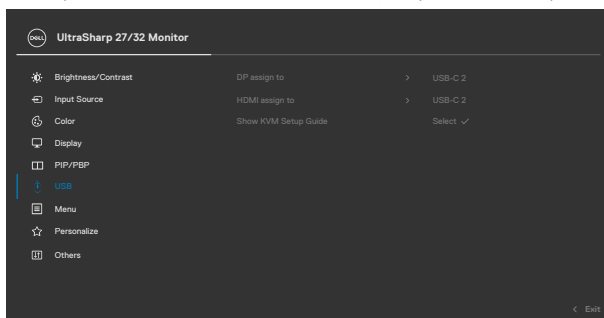 DELL UltraSharp 27/32 Monitor
Brightness/Contrast DP assign to > USB-C 2
Input Source HDMI assign to > USB-C 2
Color Show KVM Setup Guide Select ✓
Display
PIP/PBP
USB
Menu
Personalize
Others
< Exit